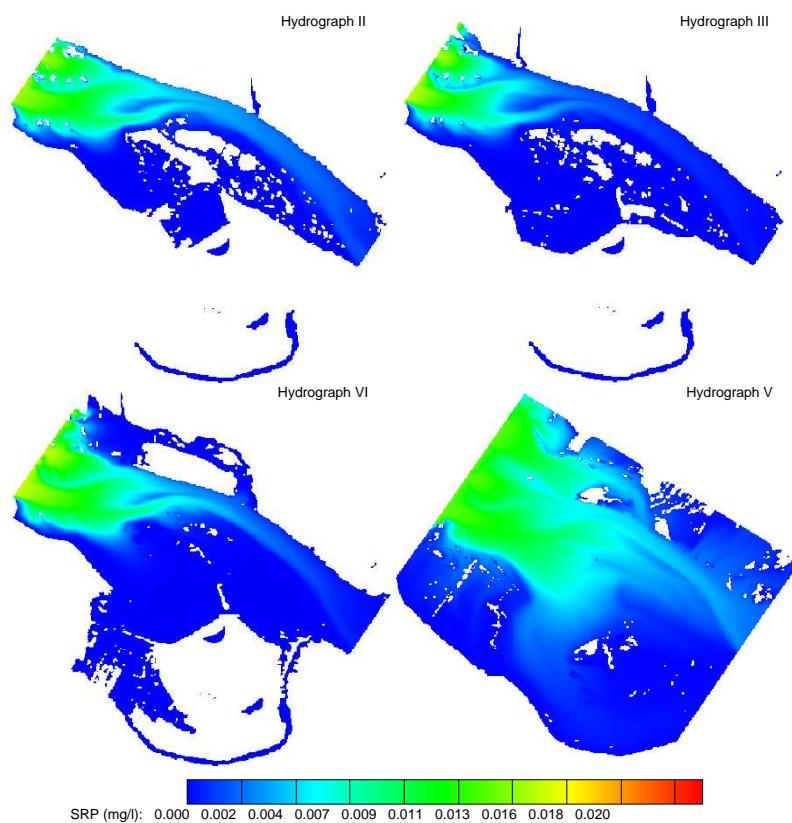 Hydrograph II
Hydrograph III
Hydrograph VI
Hydrograph V
SRP (mg/l): 0.000 0.002 0.004 0.007 0.009 0.011 0.013 0.016 0.018 0.020